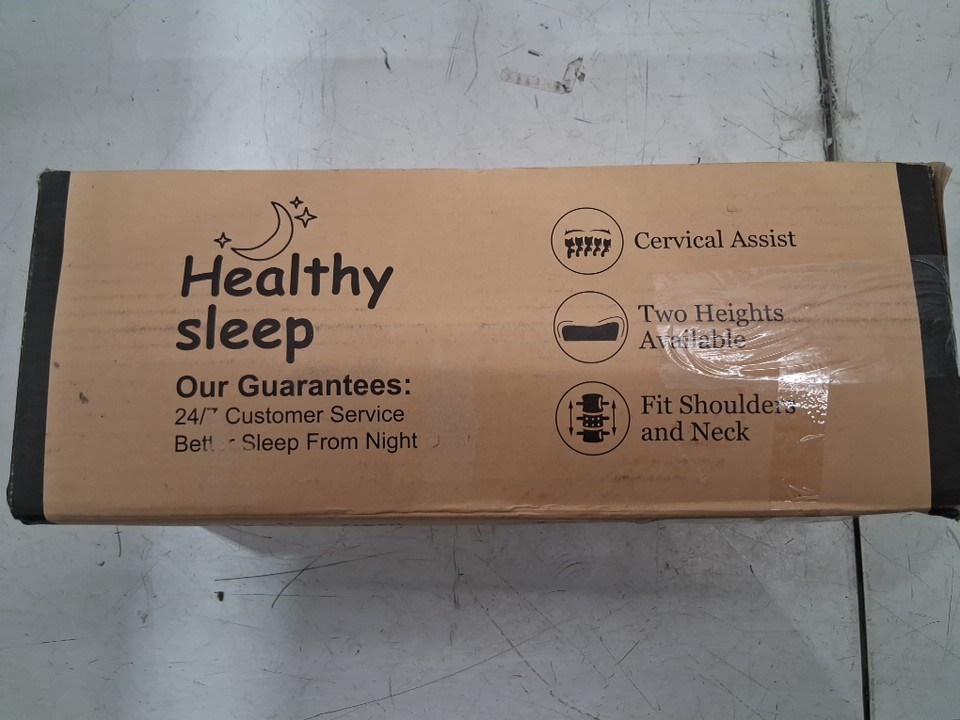 Healthy
sleep
Our Guarantees:
24/7 Customer Service
Better Sleep From Night
Cervical Assist
Two Heights
Available
Fit Shoulders
and Neck